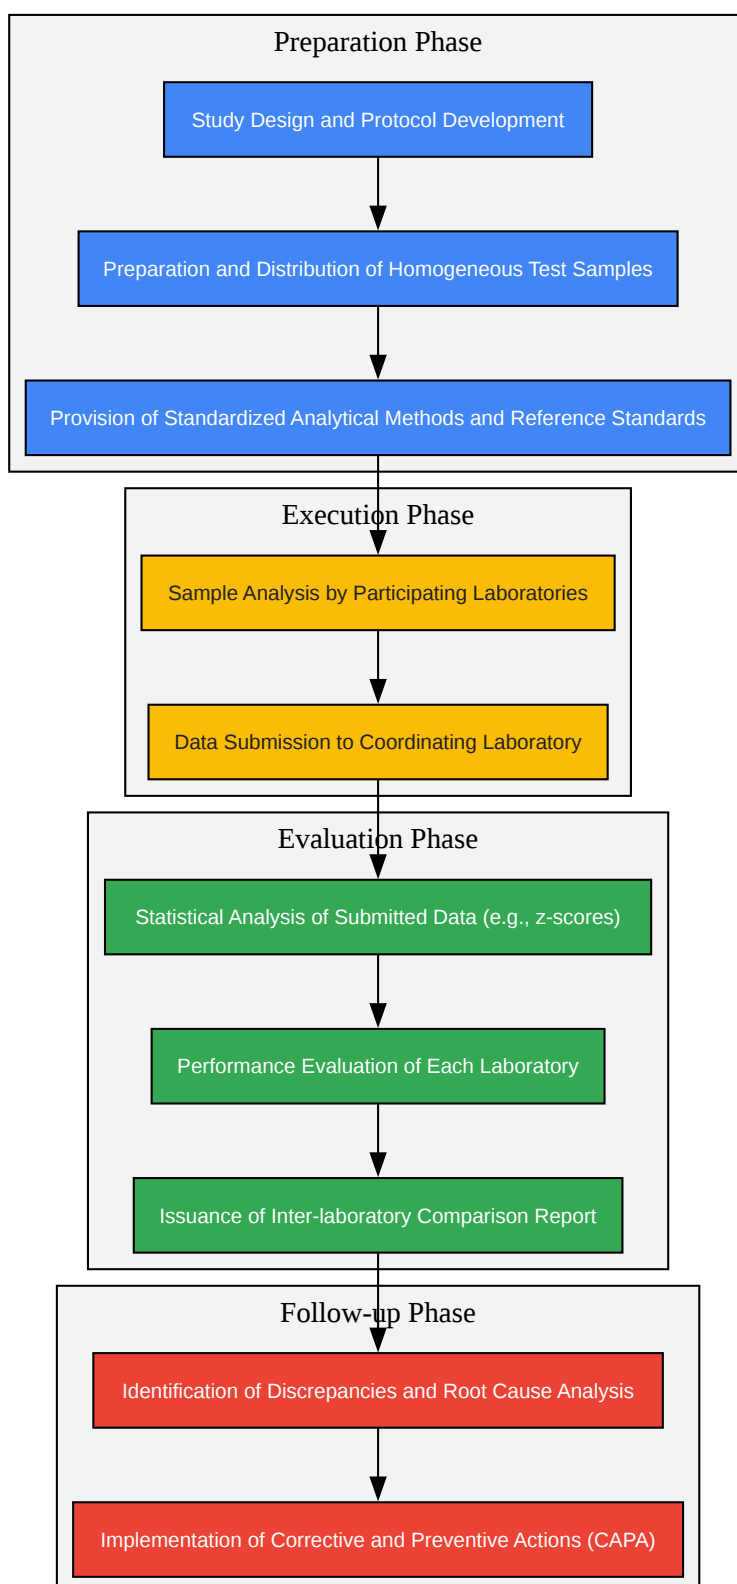 Preparation Phase
Study Design and Protocol Development
Preparation and Distribution of Homogeneous Test Samples
Provision of Standardized Analytical Methods and Reference Standards
Execution Phase
Sample Analysis by Participating Laboratories
Data Submission to Coordinating Laboratory
Evaluation Phase
Statistical Analysis of Submitted Data (e.g., z-scores)
Performance Evaluation of Each Laboratory
Issuance of Inter-laboratory Comparison Report
Follow-up Phase
Identification of Discrepancies and Root Cause Analysis
Implementation of Corrective and Preventive Actions (CAPA)